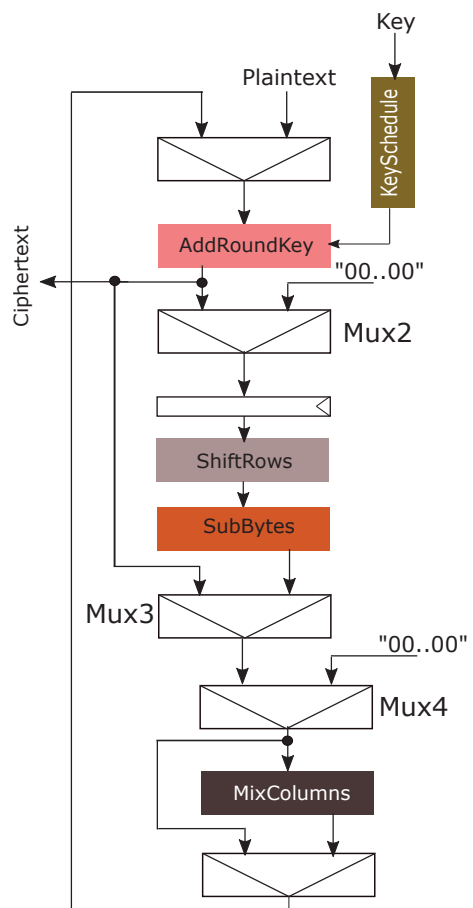 Key
Plaintext
KeySchedule
AddRoundKey
"00..00"
Ciphertext
Mux2
ShiftRows
SubBytes
Mux3
"00..00"
Mux4
MixColumns